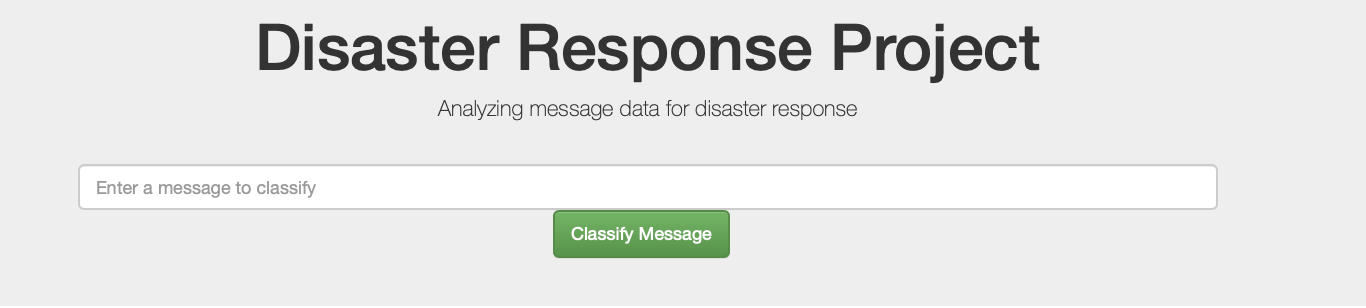 Disaster Response Project
Analyzing message data for disaster response
Enter a message to classify
Classify Message